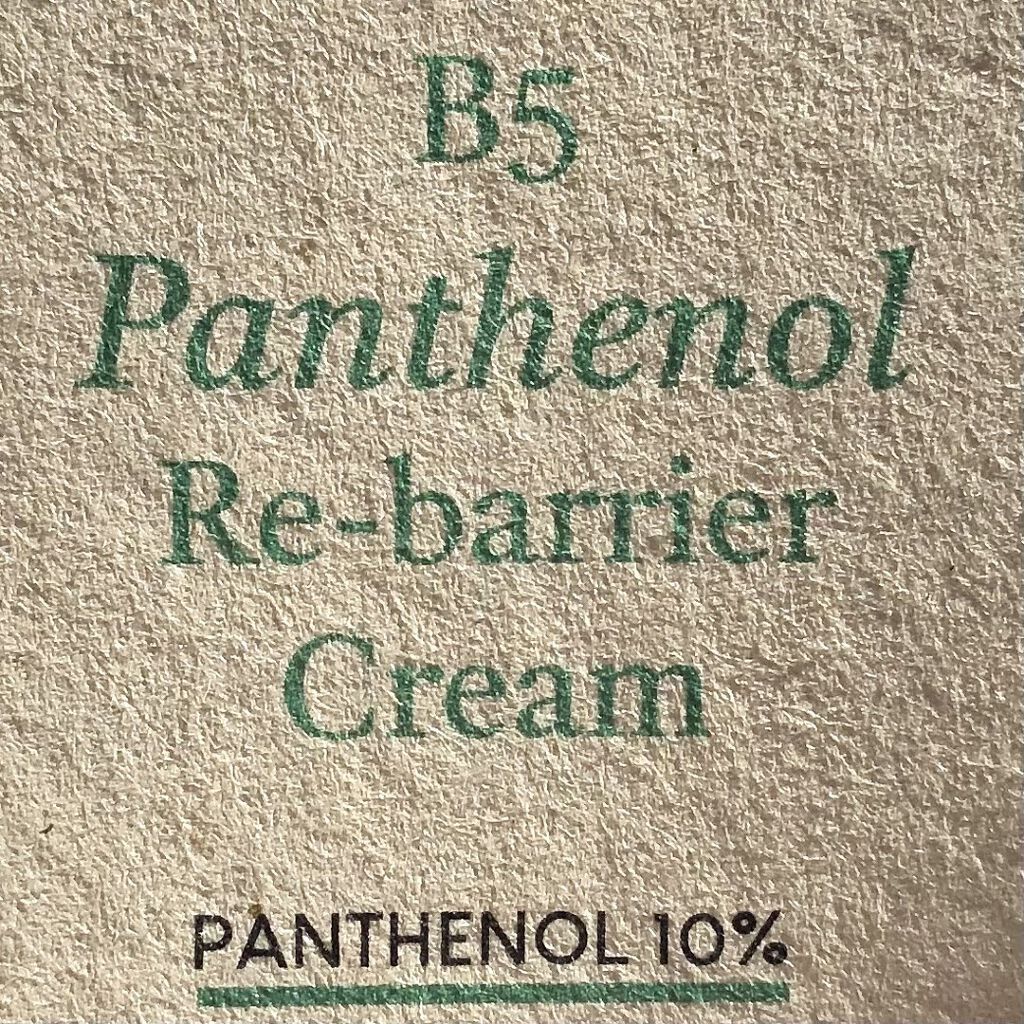 B5
Panthenol
Re-barrier
Cream
PANTHENOL 10%